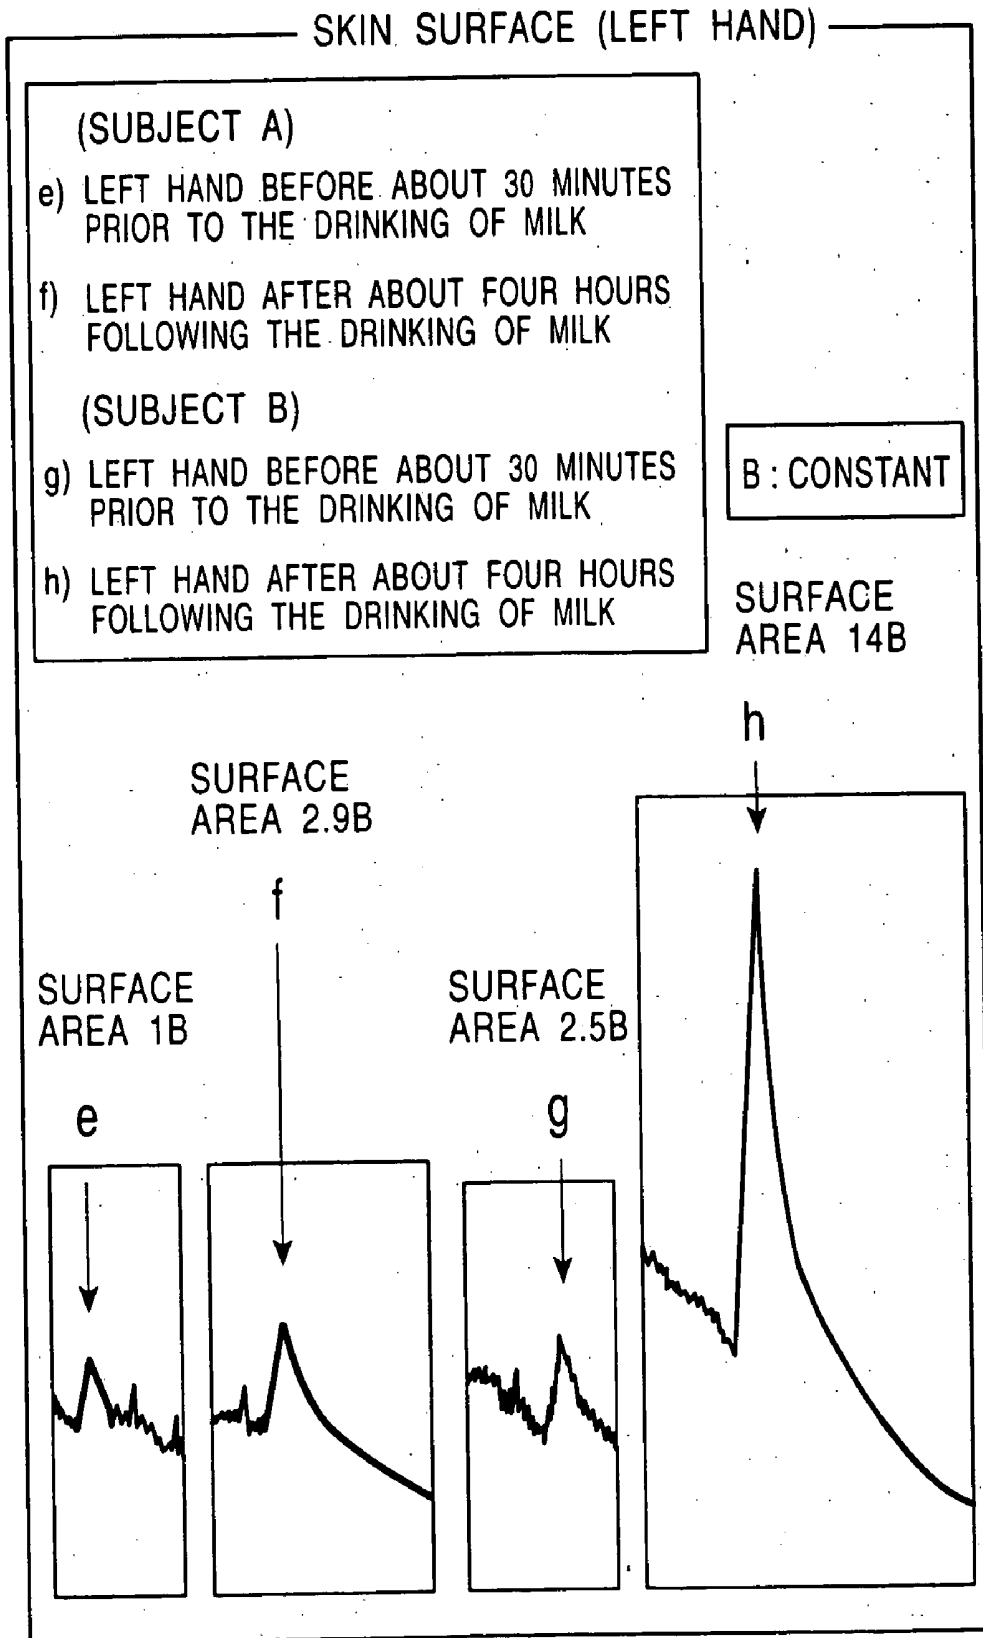 SKIN SURFACE (LEFT HAND)
(SUBJECT A)
e) LEFT HAND BEFORE ABOUT 30 MINUTES
PRIOR TO THE DRINKING OF MILK
f) LEFT HAND AFTER ABOUT FOUR HOURS
FOLLOWING THE DRINKING OF MILK
(SUBJECT B)
g) LEFT HAND BEFORE ABOUT 30 MINUTES
PRIOR TO THE DRINKING OF MILK
h) LEFT HAND AFTER ABOUT FOUR HOURS
FOLLOWING THE DRINKING OF MILK
B : CONSTANT
SURFACE
AREA 1B
e
SURFACE
AREA 2.9B
f
SURFACE
AREA 2.5B
g
SURFACE
AREA 14B
h